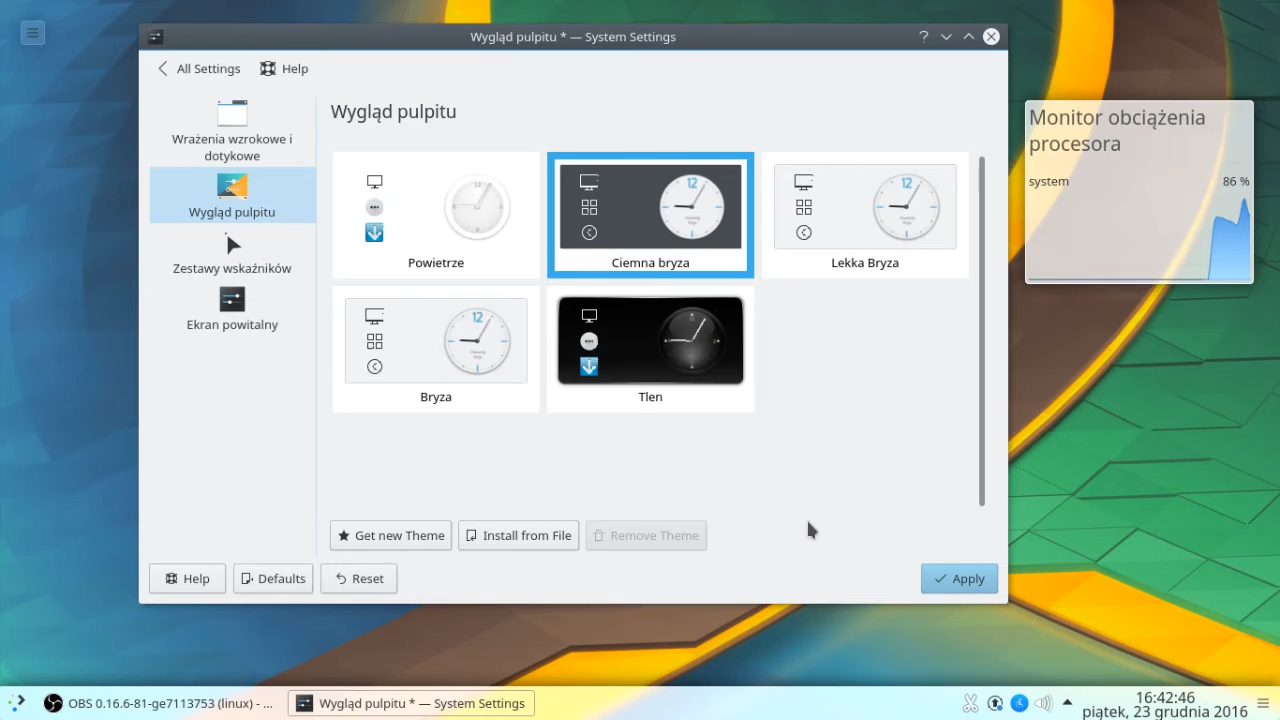 Wygląd pulpitu * — System Settings
All Settings
Help
Wrażenia wzrokowe i
dotykowe
Wygląd pulpitu
Zestawy wskaźników
Ekran powitalny
Wygląd pulpitu
Powietrze
12
Ciemna bryza
12
Lekka Bryza
12
Bryza
Tlen
Get new Theme
Install from File
Remove Theme
Help
Defaults
Reset
Apply
Monitor obciążenia
procesora
system
86 %
OBS 0.16.6-81-ge7113753 (linux) - ...
Wygląd pulpitu * — System Settings
16:42:46
piątek, 23 grudnia 2016